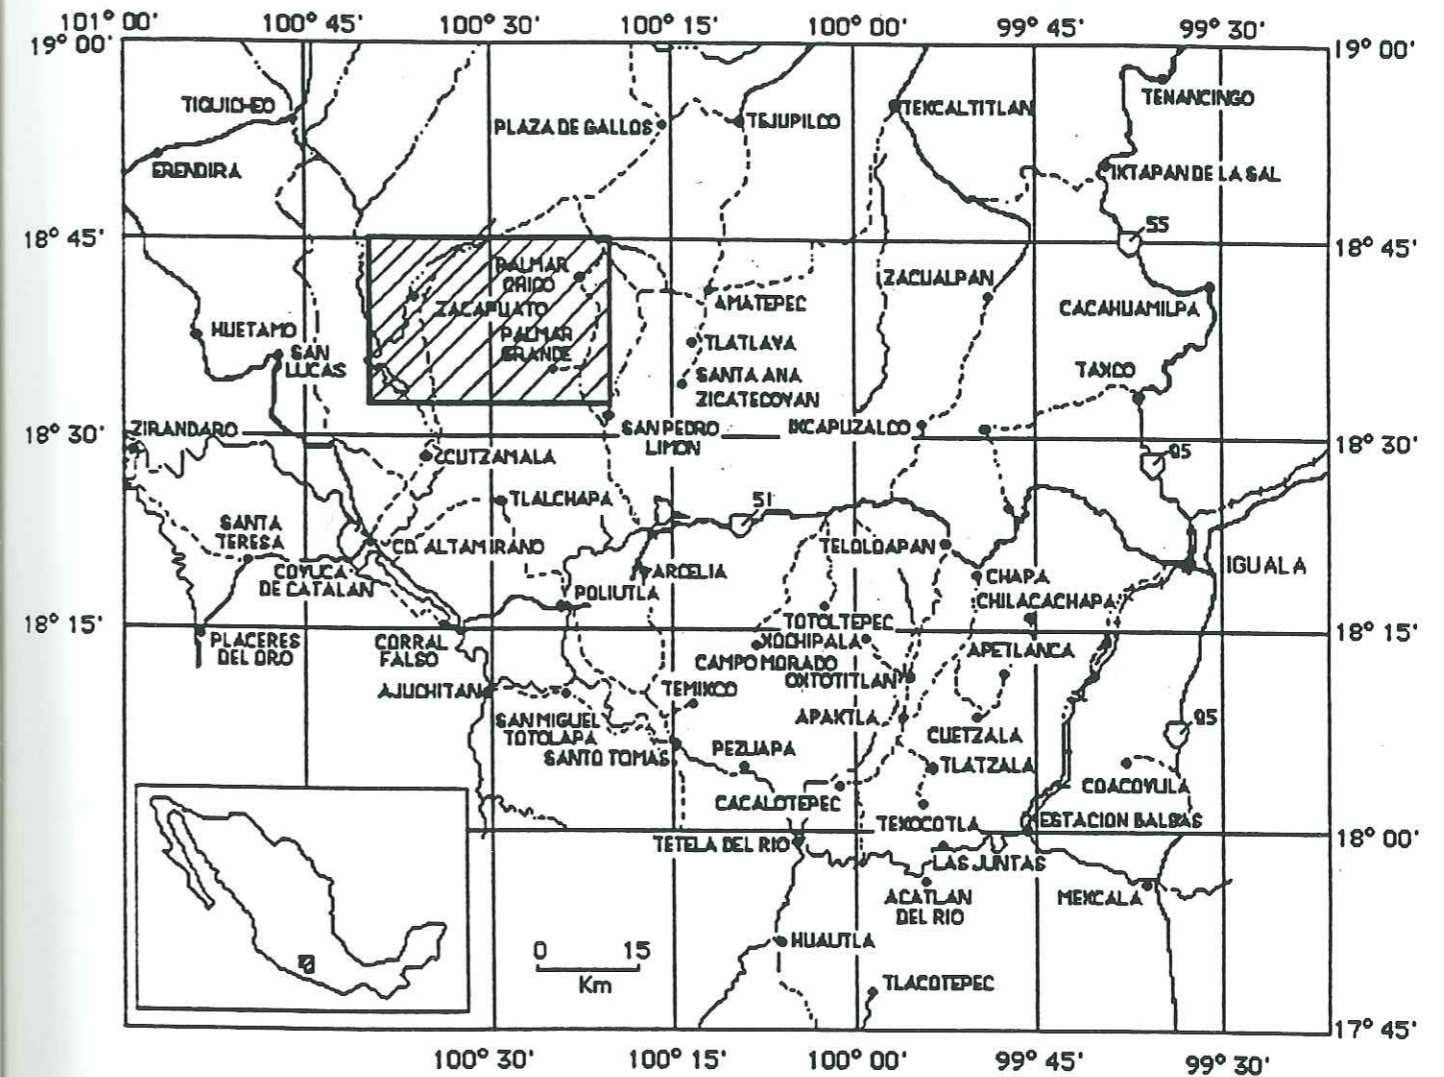 101° 00'
100° 45'
100° 30'
100° 15'
100° 00'
99° 45'
99° 30'
19° 00'
19° 00'
TIQUICHEO
PLAZA DE GALLOS
TEJUPILCO
TEXCALTITLAN
TENANCINGO
ERENDIRA
IXTAPAN DE LA SAL
18° 45'
55
18° 45'
PALMAR
CHICO
ZACAPUATO
AMATEPEC
ZACUALPAN
CACAHUAMILPA
HUETAMO
SAN
LUCAS
PALMAR
GRANDE
TLATLAYA
TAXCO
SANTA ANA
ZICATECOYAN
ZIRANDARO
18° 30'
SAN PEDRO
LIMON
IXCAPUZALCO
18° 30'
CUTZAMALA
95
TLALCHAPA
51
SANTA
TERESA
CD. ALTAMIRANO
TELOLOAPAN
IGUALA
COYUCA
DE CATALAN
ARCELIA
CHAPA
POLIUTLA
CHILACACHAPA
18° 15'
TOTOLTEPEC
18° 15'
PLACERES
DEL ORO
CORRAL
FALSO
XOCHIPALA
APETLANCA
CAMPO MORADO
OXTOTITLAN
AJUCHITAN
TEMIXCO
SAN MIGUEL
TOTOLAPA
APAXTLA
95
CUETZALA
SANTO TOMAS
PEZUAPA
TLATZALA
COACOYULA
CACALOTEPEC
TEXOCOTLA
ESTACION BALSAS
TETELA DEL RIO
18° 00'
LAS JUNTAS
ACATLAN
DEL RIO
MEXCALA
HUAUTLA
0 15
Km
TLACOTEPEC
17° 45'
100° 30'
100° 15'
100° 00'
99° 45'
99° 30'